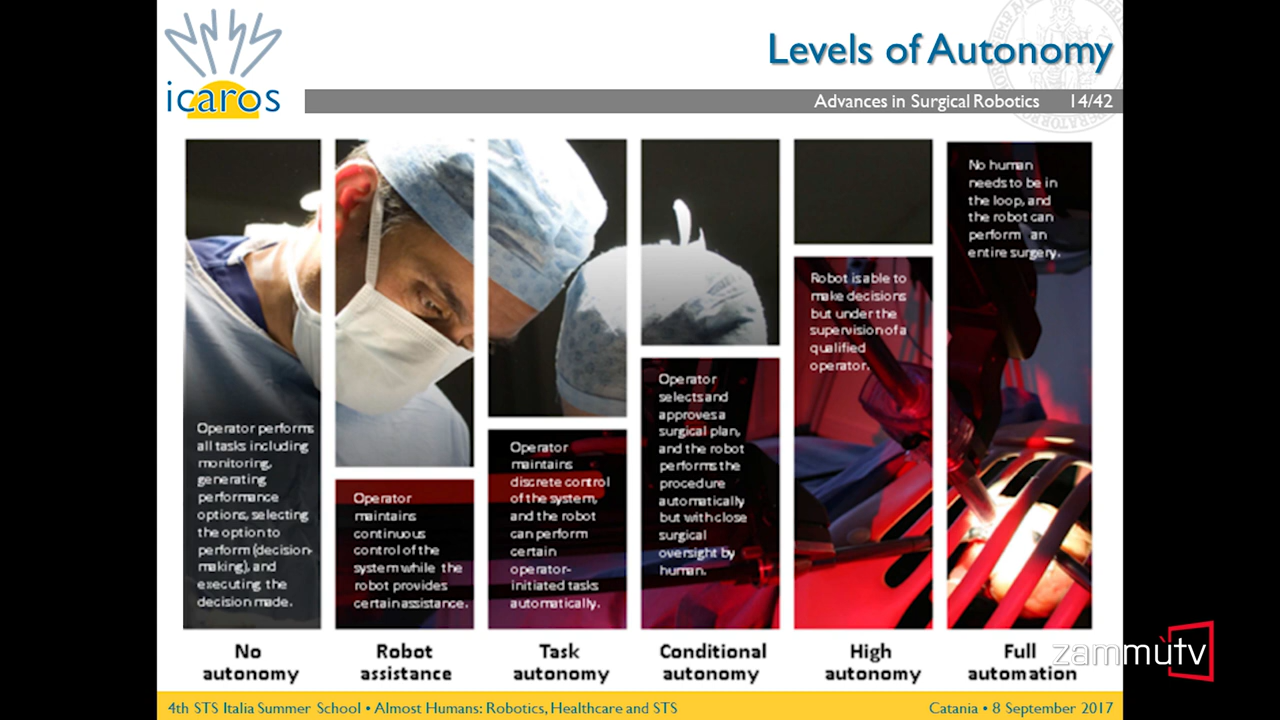 icaros
Levels of Autonomy
Advances in Surgical Robotics 14/42
Operator performs
all tasks including
monitoring,
generating
performance
options, selecting
the option to
perform (decision-
making), and
executing the
decision made.
No
autonomy
Operator
maintains
continuous
control of the
system while the
robot provides
certain assistance.
Robot
assistance
Operator
maintains
discrete control
of the system,
and the robot
can perform
certain
operator-
initiated tasks
automatically.
Task
autonomy
Operator
selects and
approves a
surgical plan,
and the robot
performs the
procedure
automatically
but with close
surgical
oversight by
human.
Conditional
autonomy
Robot is able to
make decisions
but under the
supervision of a
qualified
operator.
High
autonomy
No human
needs to be in
the loop, and
the robot can
perform an
entire surgery.
Full
automation
zammùtv
4th STS Italia Summer School • Almost Humans: Robotics, Healthcare and STS
Catania • 8 September 2017